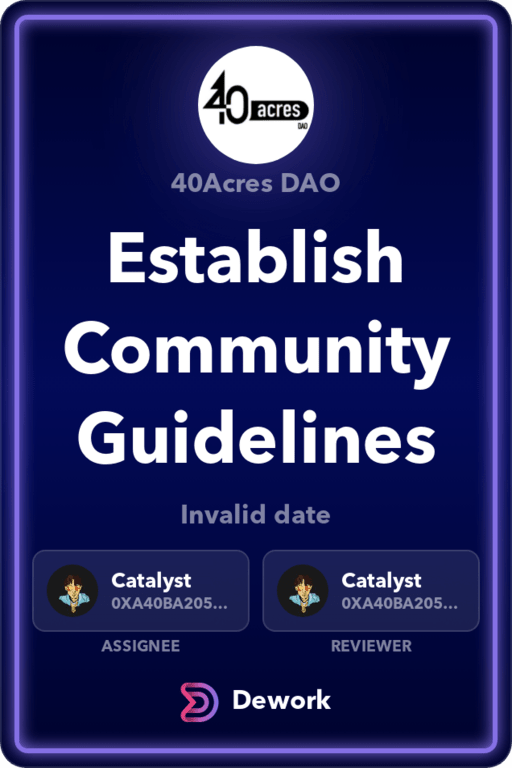 40 acres
DAO
40Acres DAO
Establish
Community
Guidelines
Invalid date
Catalyst
0XA40BA205...
Catalyst
0XA40BA205...
ASSIGNEE
REVIEWER
Dework